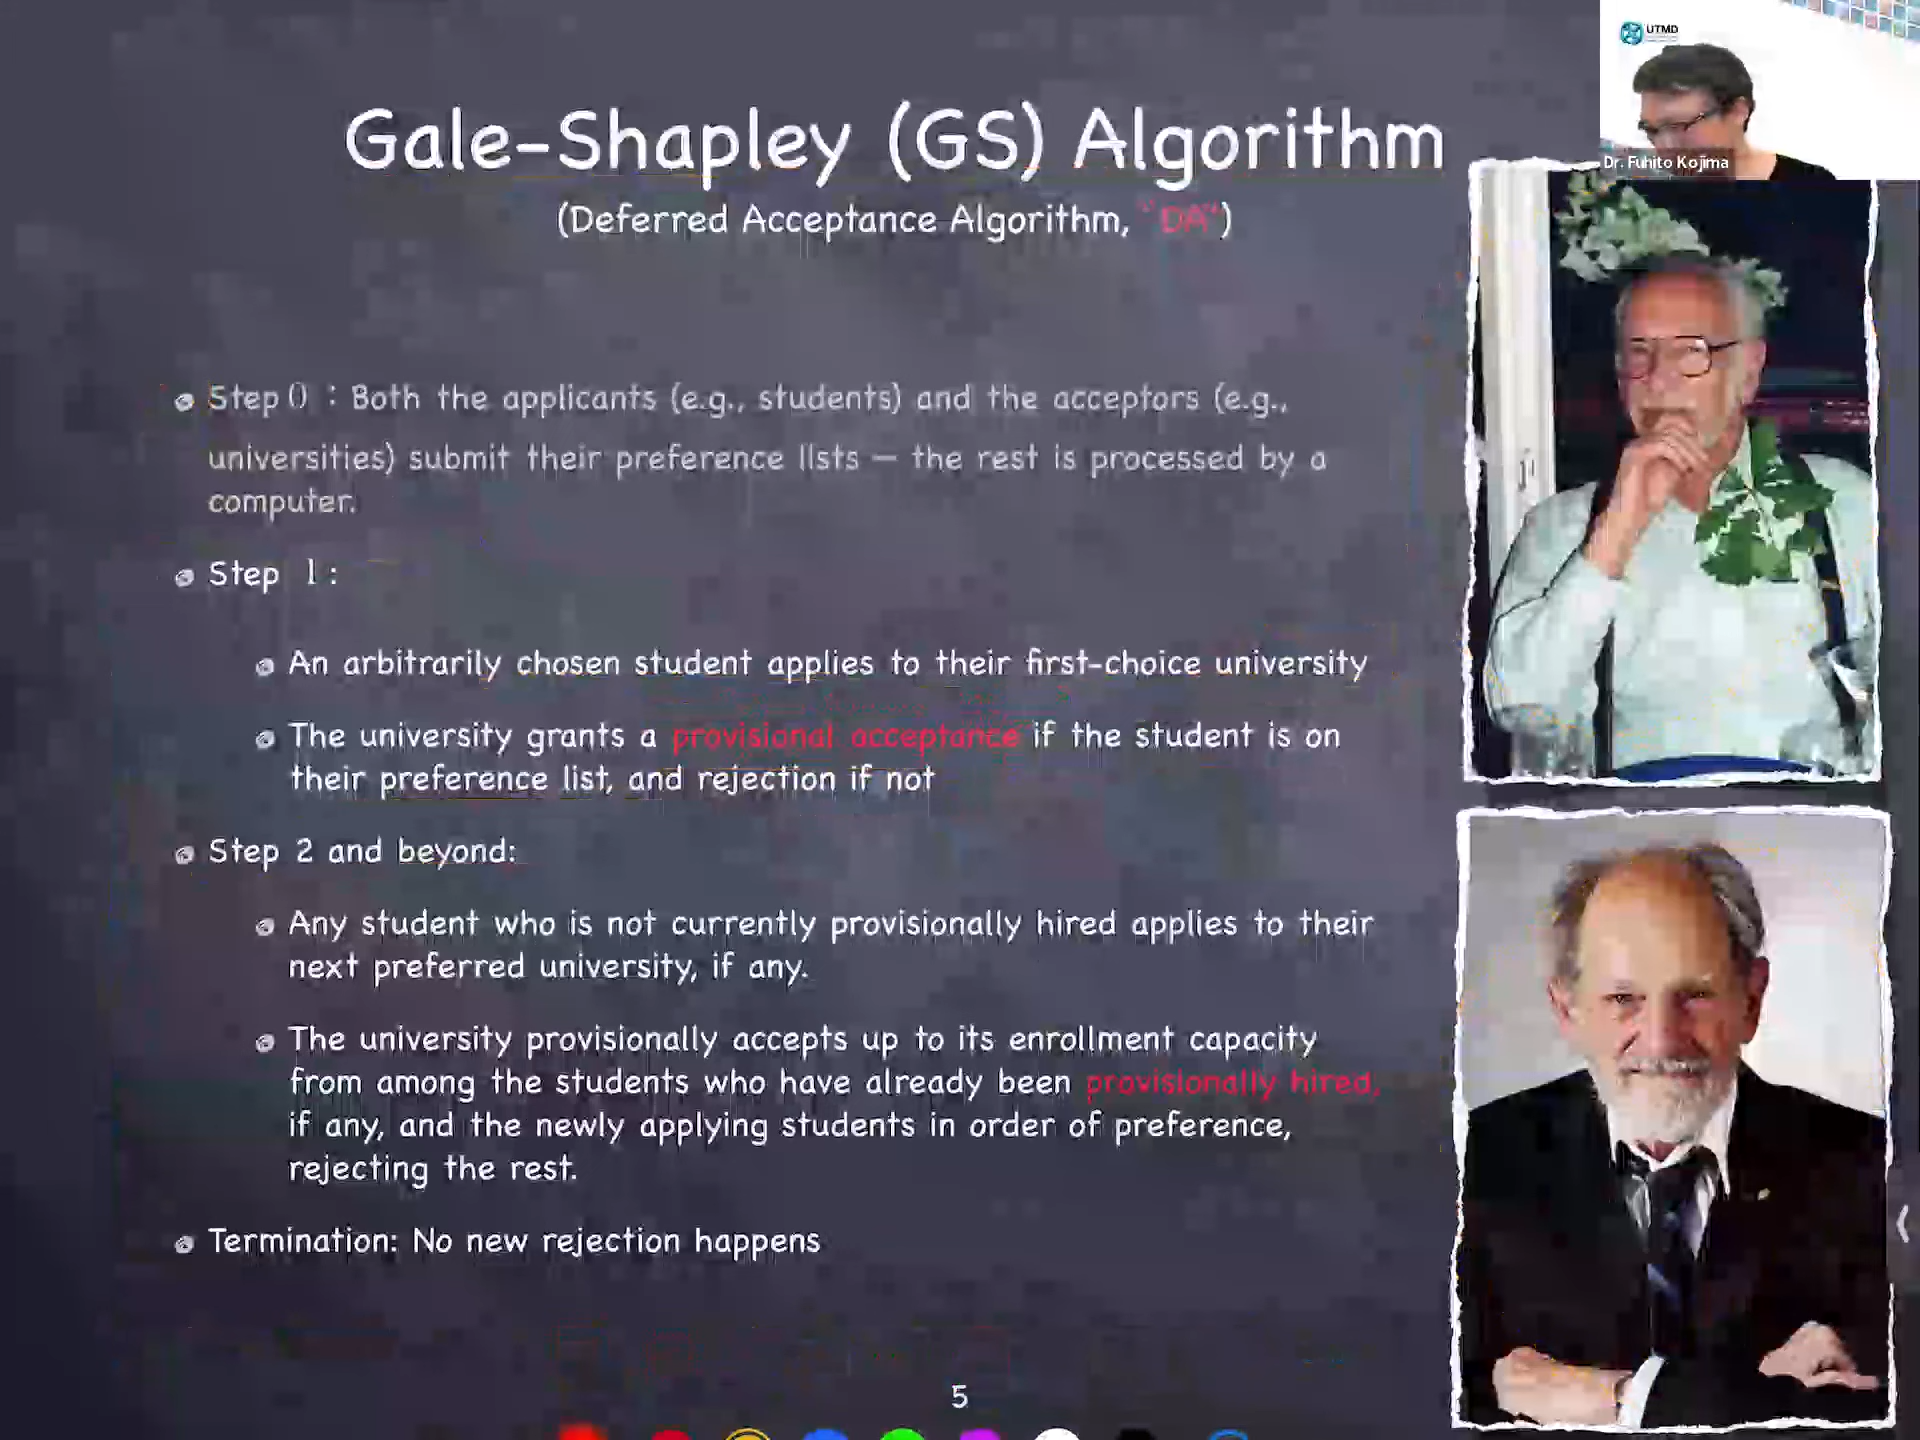 UTMD
Dr. Fuhito Kojima
Gale-Shapley (GS) Algorithm
(Deferred Acceptance Algorithm, "DA")
Step 0 : Both the applicants (e.g., students) and the acceptors (e.g.,
universities) submit their preference lists — the rest is processed by a
computer.
Step 1 :
An arbitrarily chosen student applies to their first-choice university
The university grants a provisional acceptance if the student is on
their preference list, and rejection if not
Step 2 and beyond:
Any student who is not currently provisionally hired applies to their
next preferred university, if any.
The university provisionally accepts up to its enrollment capacity
from among the students who have already been provisionally hired,
if any, and the newly applying students in order of preference,
rejecting the rest.
Termination: No new rejection happens
5